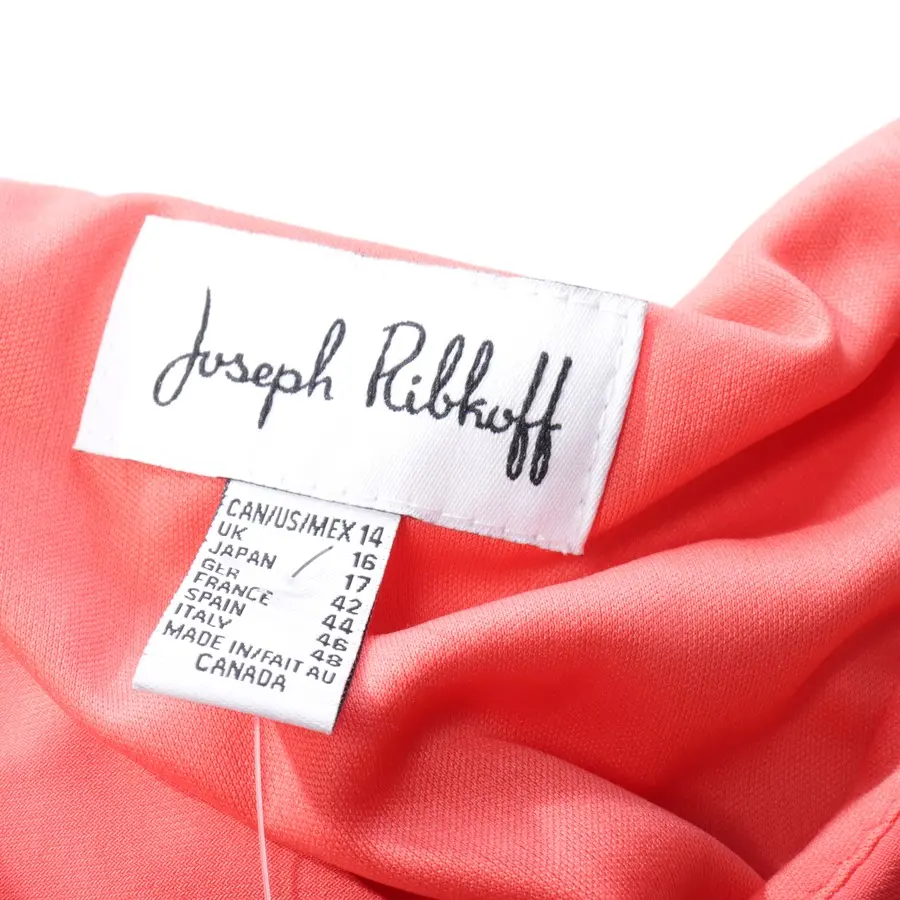 Joseph Ribkoff
CAN/US/MEX 14
UK 16
JAPAN 17
GER 42
FRANCE 44
SPAIN 46
ITALY 48
MADE IN/FAIT AU
CANADA